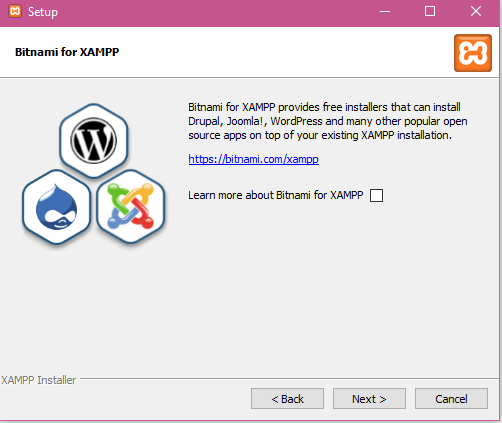 Setup
Bitnami for XAMPP
Bitnami for XAMPP provides free installers that can install
Drupal, Joomla!, WordPress and many other popular open
source apps on top of your existing XAMPP installation.
https://bitnami.com/xampp
Learn more about Bitnami for XAMPP
XAMPP Installer
< Back
Next >
Cancel